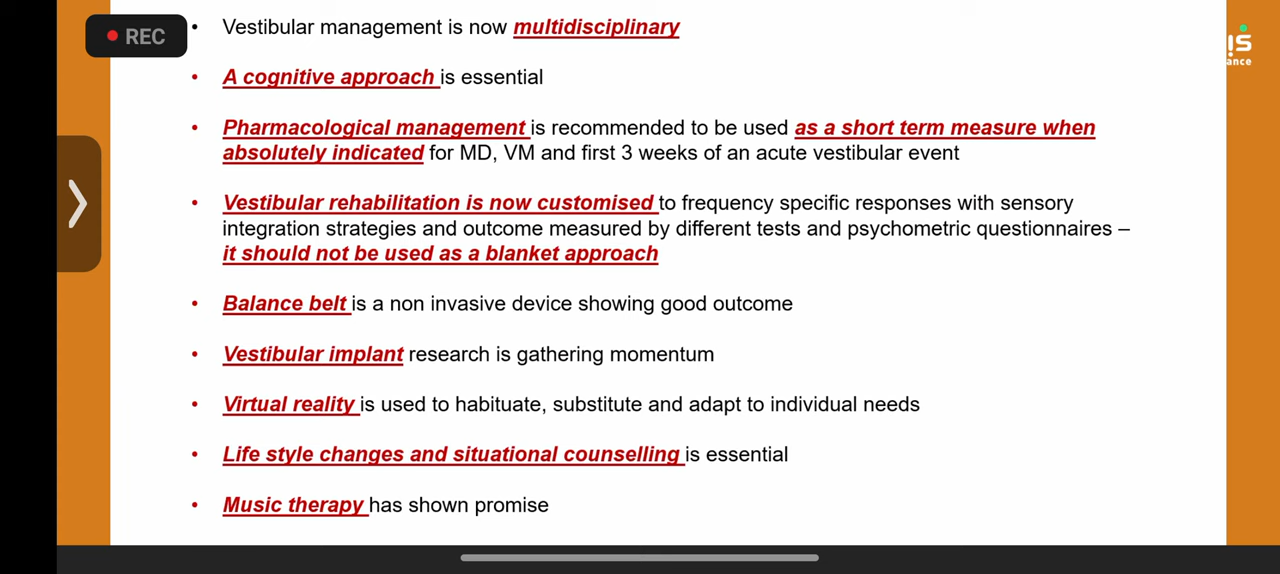 REC
• Vestibular management is now multidisciplinary
• A cognitive approach is essential
• Pharmacological management is recommended to be used as a short term measure when
absolutely indicated for MD, VM and first 3 weeks of an acute vestibular event
• Vestibular rehabilitation is now customised to frequency specific responses with sensory
integration strategies and outcome measured by different tests and psychometric questionnaires –
it should not be used as a blanket approach
• Balance belt is a non invasive device showing good outcome
• Vestibular implant research is gathering momentum
• Virtual reality is used to habituate, substitute and adapt to individual needs
• Life style changes and situational counselling is essential
• Music therapy has shown promise